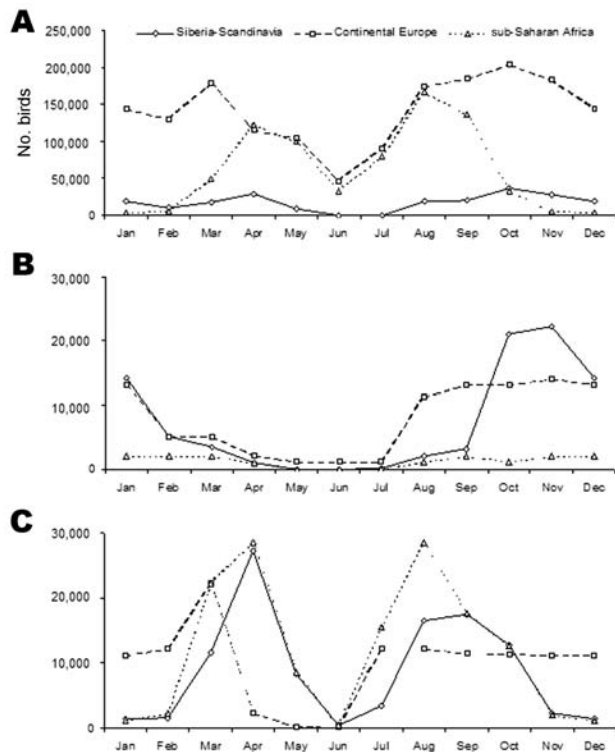 A
Siberia-Scandinavia Continental Europe sub-Saharan Africa
No. birds
250,000
200,000
150,000
100,000
50,000
0
Jan Feb Mar Apr May Jun Jul Aug Sep Oct Nov Dec
B
30,000
20,000
10,000
0
Jan Feb Mar Apr May Jun Jul Aug Sep Oct Nov Dec
C
30,000
20,000
10,000
0
Jan Feb Mar Apr May Jun Jul Aug Sep Oct Nov Dec